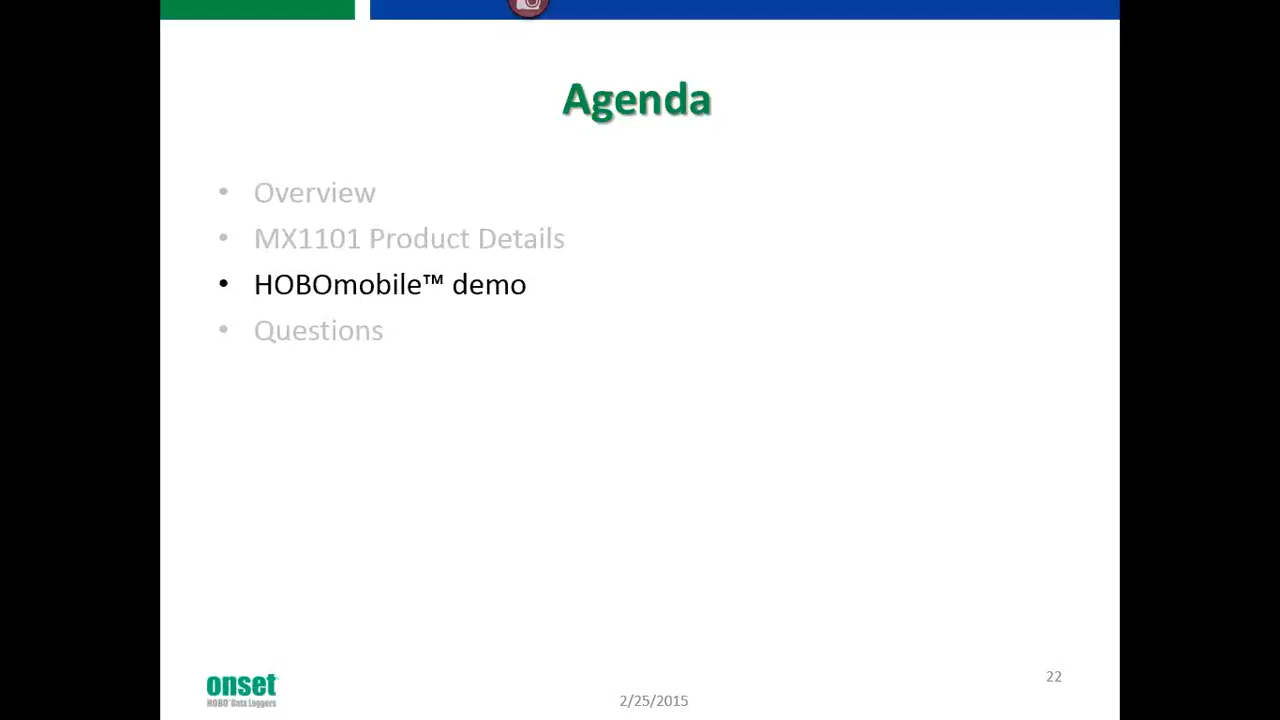 Agenda
• Overview
• MX1101 Product Details
• HOBOmobile™ demo
• Questions
22
onset
HOBO® Data Loggers
2/25/2015